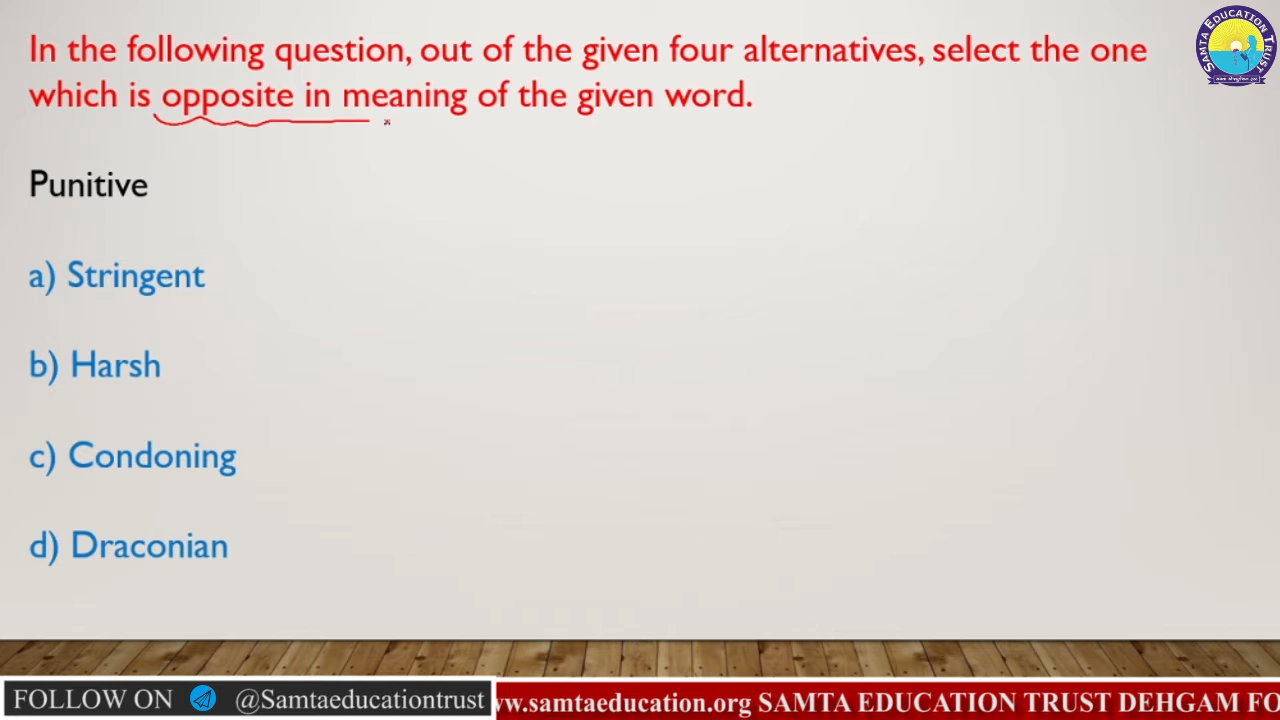 In the following question, out of the given four alternatives, select the one
which is opposite in meaning of the given word.
Punitive
a) Stringent
b) Harsh
c) Condoning
d) Draconian
SAMTA EDUCATION TRUST
FOLLOW ON @Samtaeducationtrust
w.samtaeducation.org SAMTA EDUCATION TRUST DEHGAM FO